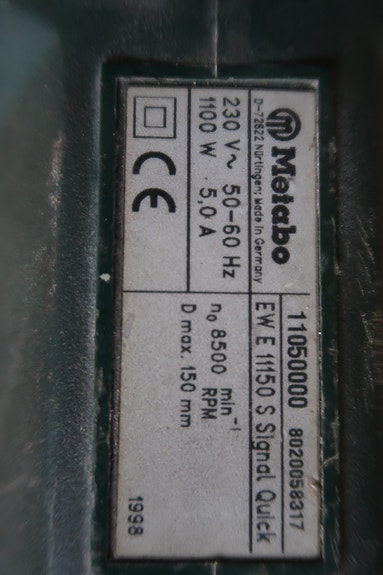 Metabo
D-72622 Nürtingen; Made in Germany
230 V~ 50-60 Hz
1100 W · 5,0 A
CE
11050000 8020058317
EW E 11150 S Signal Quick
n₀ 8500 min⁻¹
RPM
D max. 150 mm
1998